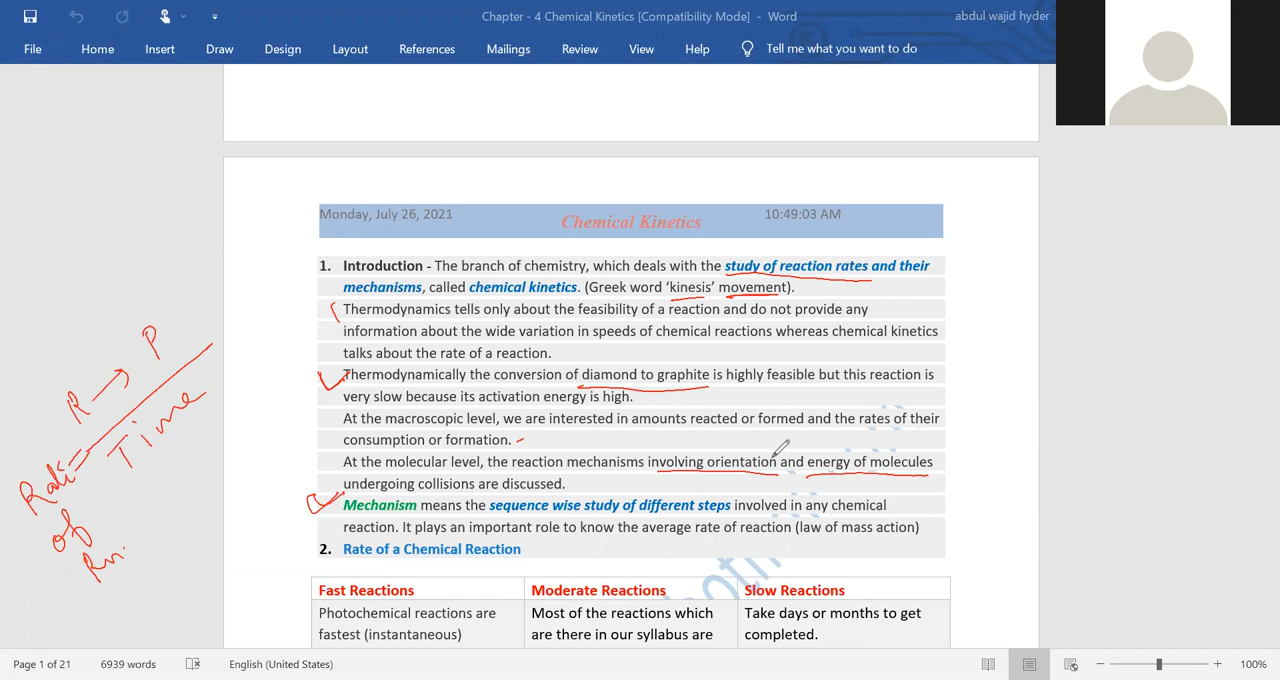 Chapter - 4 Chemical Kinetics [Compatibility Mode] - Word
abdul wajid hyder
File Home Insert Draw Design Layout References Mailings Review View Help Tell me what you want to do
Monday, July 26, 2021 Chemical Kinetics 10:49:03 AM
1. Introduction - The branch of chemistry, which deals with the study of reaction rates and their
mechanisms, called chemical kinetics. (Greek word ‘kinesis’ movement).
Thermodynamics tells only about the feasibility of a reaction and do not provide any
information about the wide variation in speeds of chemical reactions whereas chemical kinetics
talks about the rate of a reaction.
Thermodynamically the conversion of diamond to graphite is highly feasible but this reaction is
very slow because its activation energy is high.
At the macroscopic level, we are interested in amounts reacted or formed and the rates of their
consumption or formation.
At the molecular level, the reaction mechanisms involving orientation and energy of molecules
undergoing collisions are discussed.
Mechanism means the sequence wise study of different steps involved in any chemical
reaction. It plays an important role to know the average rate of reaction (law of mass action)
2. Rate of a Chemical Reaction
Fast Reactions Moderate Reactions Slow Reactions
Photochemical reactions are Most of the reactions which Take days or months to get
fastest (instantaneous) are there in our syllabus are completed.
R → P
Time
Rate =
of
Rxn
Page 1 of 21 6939 words English (United States) 100%